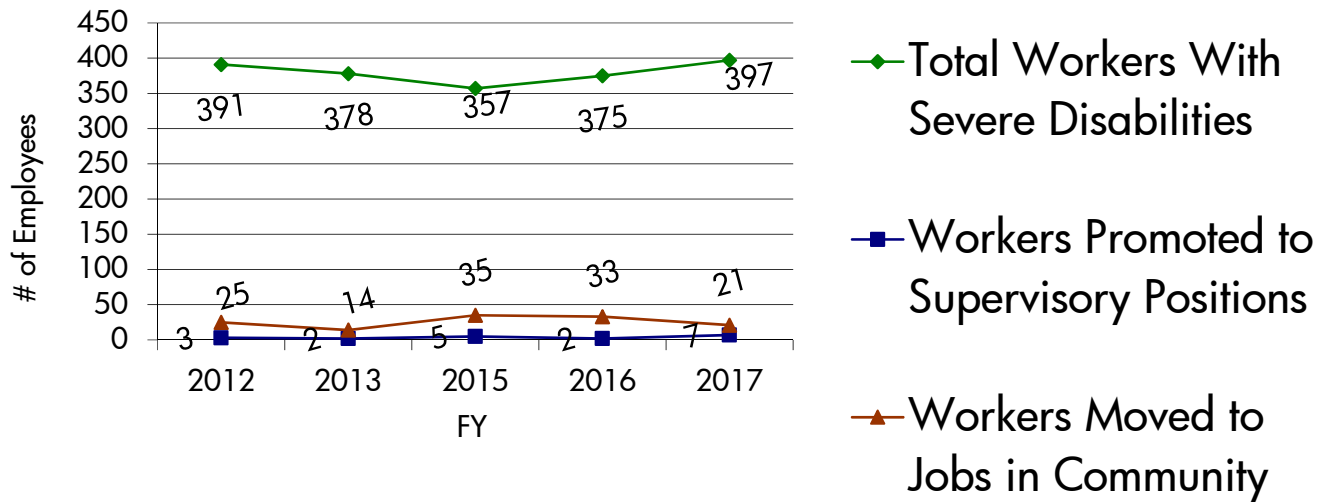 450
400
350
300
250
200
150
100
50
0
# of Employees
391
378
357
375
397
25
14
35
33
21
3
2
5
2
7
2012 2013 2015 2016 2017
FY
Total Workers With
Severe Disabilities
Workers Promoted to
Supervisory Positions
Workers Moved to
Jobs in Community